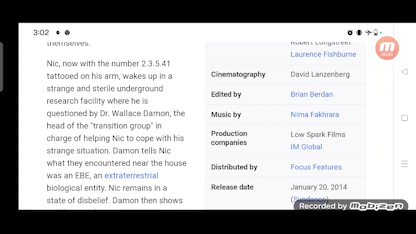 3:02
themselves.
Nic, now with the number 2.3.5.41
tattooed on his arm, wakes up in a
strange and sterile underground
research facility where he is
questioned by Dr. Wallace Damon, the
head of the "transition group" in
charge of helping Nic to cope with his
strange situation. Damon tells Nic
what they encountered near the house
was an EBE, an extraterrestrial
biological entity. Nic remains in a
state of disbelief. Damon then shows
Robert Longstreet
Laurence Fishburne
Cinematography David Lanzenberg
Edited by Brian Berdan
Music by Nima Fakhrara
Production Low Spark Films
companies IM Global
Distributed by Focus Features
Release date January 20, 2014
(Sundance)
Recorded by Mobizen